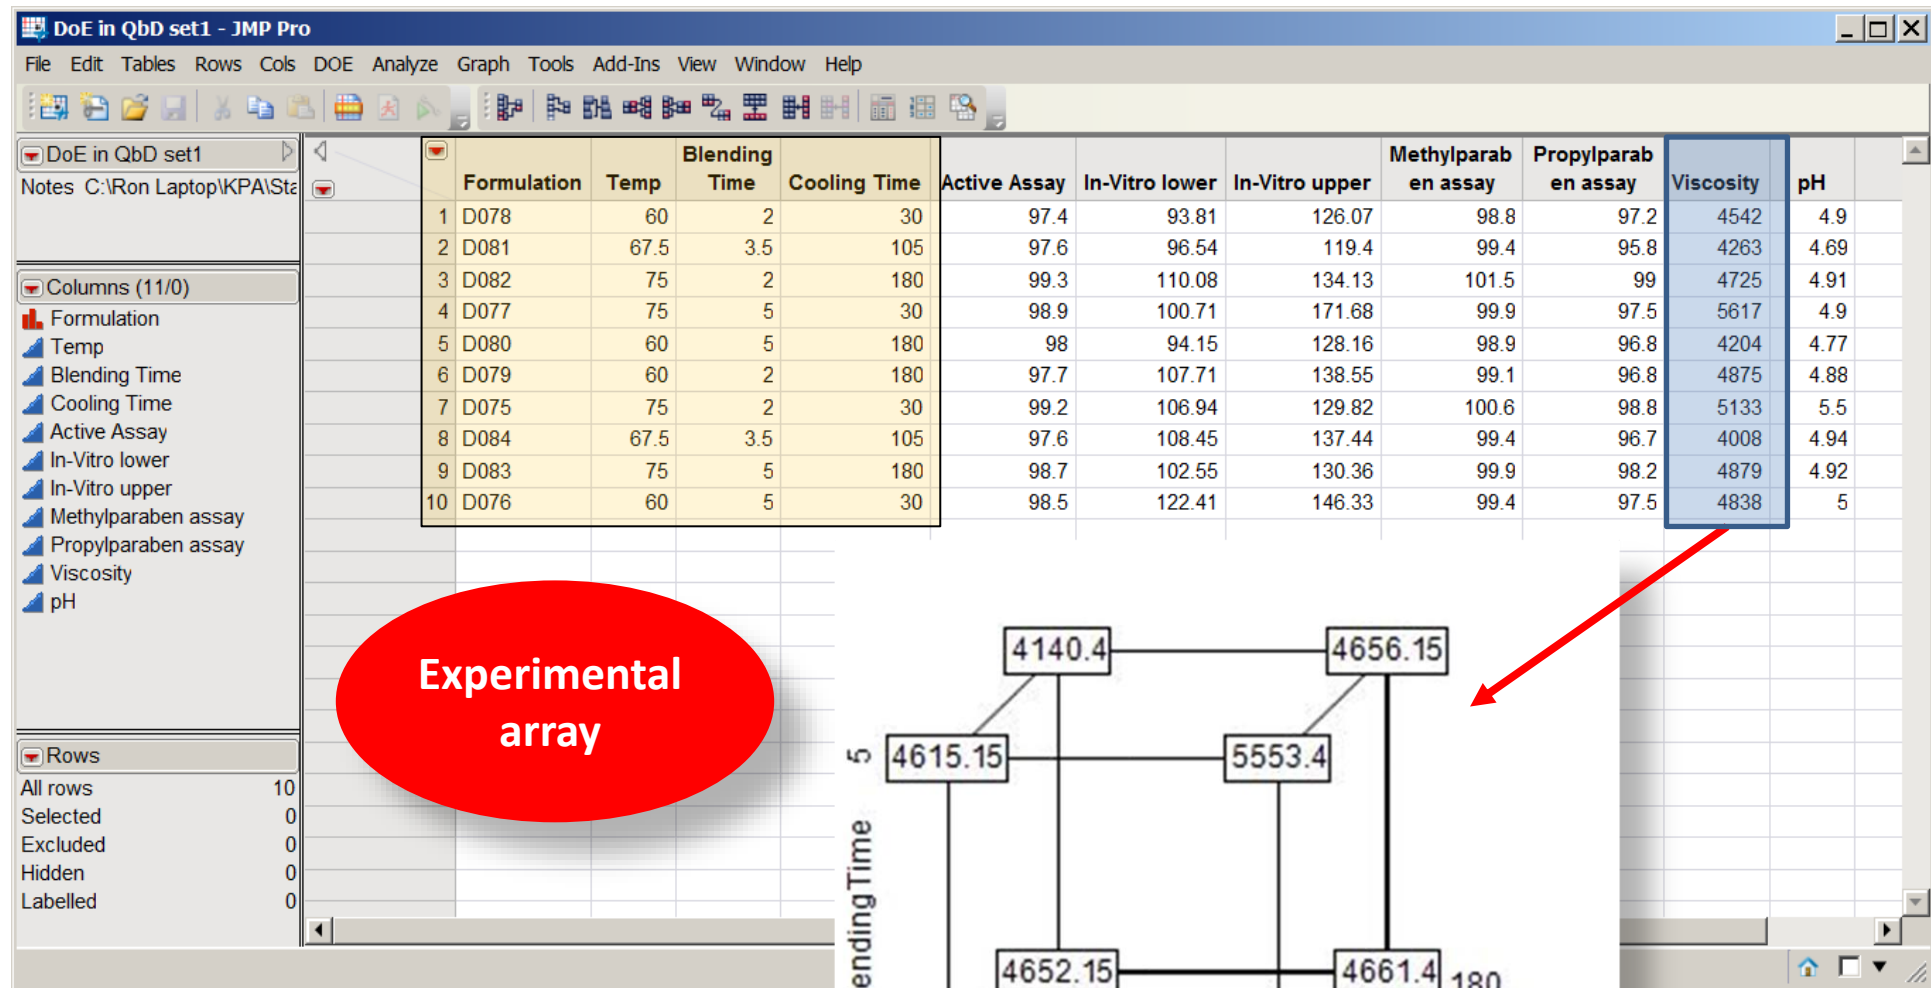 DoE in QbD set1 - JMP Pro
File Edit Tables Rows Cols DOE Analyze Graph Tools Add-Ins View Window Help
DoE in QbD set1
Notes C:\Ron Laptop\KPA\Sta
Columns (11/0)
Formulation
Temp
Blending Time
Cooling Time
Active Assay
In-Vitro lower
In-Vitro upper
Methylparaben assay
Propylparaben assay
Viscosity
pH
Rows
All rows 10
Selected 0
Excluded 0
Hidden 0
Labelled 0
Blending Methylparab Propylparab
Formulation Temp Time Cooling Time Active Assay In-Vitro lower In-Vitro upper en assay en assay Viscosity pH
1 D078 60 2 30 97.4 93.81 126.07 98.8 97.2 4542 4.9
2 D081 67.5 3.5 105 97.6 96.54 119.4 99.4 95.8 4263 4.69
3 D082 75 2 180 99.3 110.08 134.13 101.5 99 4725 4.91
4 D077 75 5 30 98.9 100.71 171.68 99.9 97.5 5617 4.9
5 D080 60 5 180 98 94.15 128.16 98.9 96.8 4204 4.77
6 D079 60 2 180 97.7 107.71 138.55 99.1 96.8 4875 4.88
7 D075 75 2 30 99.2 106.94 129.82 100.6 98.8 5133 5.5
8 D084 67.5 3.5 105 97.6 108.45 137.44 99.4 96.7 4008 4.94
9 D083 75 5 180 98.7 102.55 130.36 99.9 98.2 4879 4.92
10 D076 60 5 30 98.5 122.41 146.33 99.4 97.5 4838 5
Experimental
array
4140.4 4656.15
5 4615.15 5553.4
ending Time
4652.15 4661.4 180